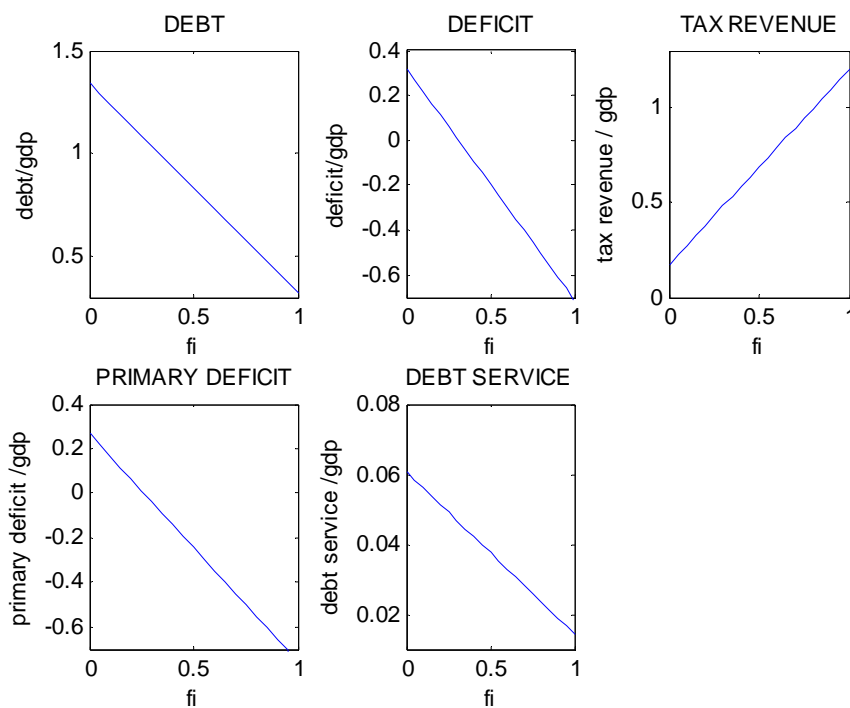 DEBT
1.5
1
0.5
debt/gdp
0 0.5 1
fi
DEFICIT
0.4
0.2
0
-0.2
-0.4
-0.6
deficit/gdp
0 0.5 1
fi
TAX REVENUE
1
0.5
0
tax revenue / gdp
0 0.5 1
fi
PRIMARY DEFICIT
0.4
0.2
0
-0.2
-0.4
-0.6
primary deficit /gdp
0 0.5 1
fi
DEBT SERVICE
0.08
0.06
0.04
0.02
debt service /gdp
0 0.5 1
fi